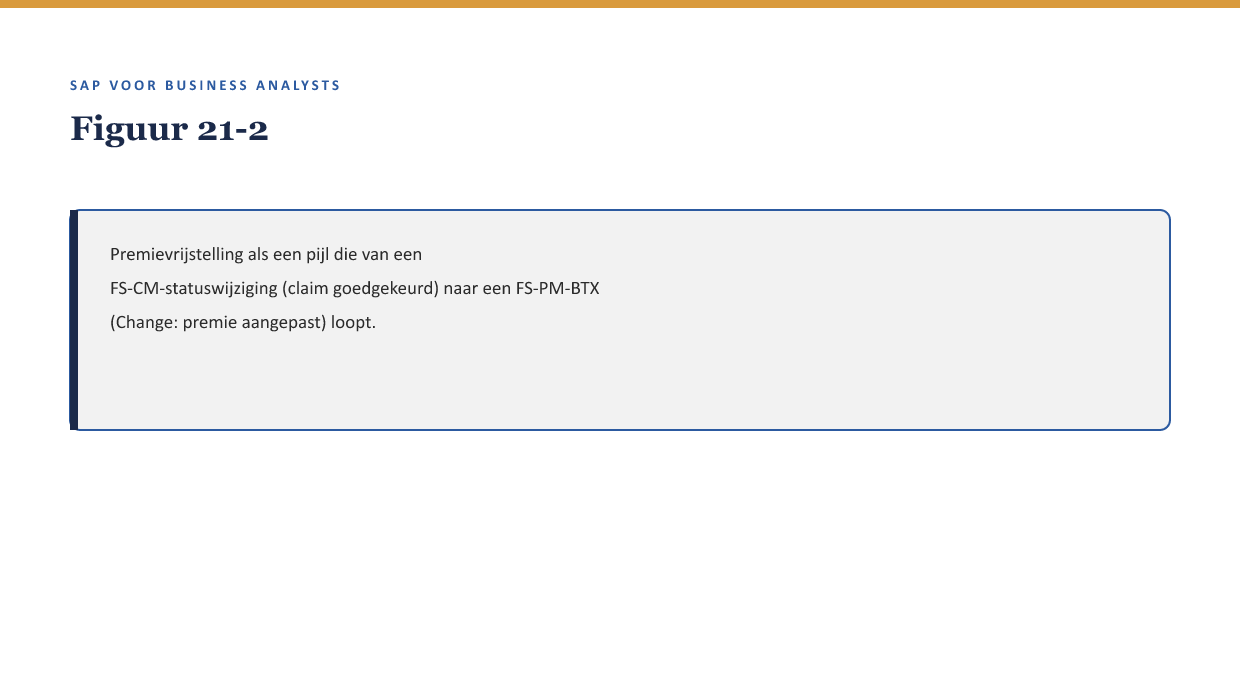 SAP VOOR BUSINESS ANALYSTS
Figuur 21-2
Premievrijstelling als een pijl die van een
FS-CM-statuswijziging (claim goedgekeurd) naar een FS-PM-BTX
(Change: premie aangepast) loopt.